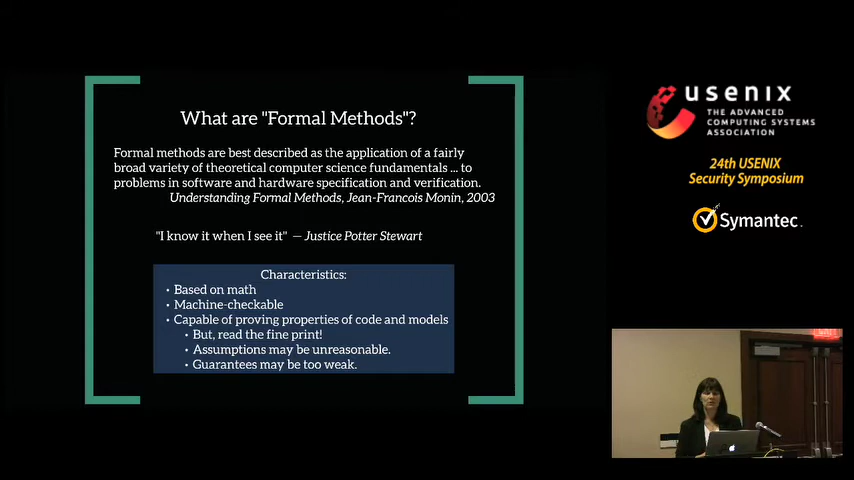 What are "Formal Methods"?
Formal methods are best described as the application of a fairly
broad variety of theoretical computer science fundamentals ... to
problems in software and hardware specification and verification.
Understanding Formal Methods, Jean-Francois Monin, 2003
"I know it when I see it" — Justice Potter Stewart
Characteristics:
• Based on math
• Machine-checkable
• Capable of proving properties of code and models
• But, read the fine print!
• Assumptions may be unreasonable.
• Guarantees may be too weak.
usenix
THE ADVANCED
COMPUTING SYSTEMS
ASSOCIATION
24th USENIX
Security Symposium
Symantec.